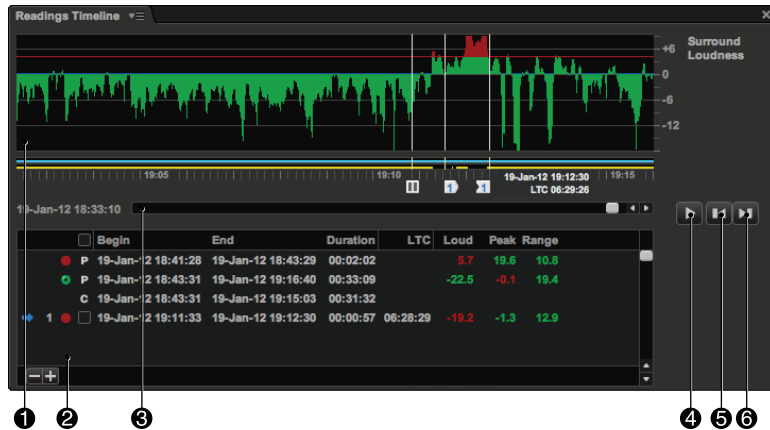 Readings Timeline
Surround
Loudness
+6
0
-6
-12
19:05
19:10
19:15
19-Jan-12 19:12:30
LTC 06:29:26
1
1
19-Jan-12 18:33:10
Begin End Duration LTC Loud Peak Range
P 19-Jan-12 18:41:28 19-Jan-12 18:43:29 00:02:02 5.7 19.6 10.8
P 19-Jan-12 18:43:31 19-Jan-12 19:16:40 00:33:09 -22.5 -0.1 19.4
C 19-Jan-12 18:43:31 19-Jan-12 19:15:03 00:31:32
1 19-Jan-12 19:11:33 19-Jan-12 19:12:30 00:00:57 06:28:29 -19.2 -1.3 12.9
1 2 3 4 5 6